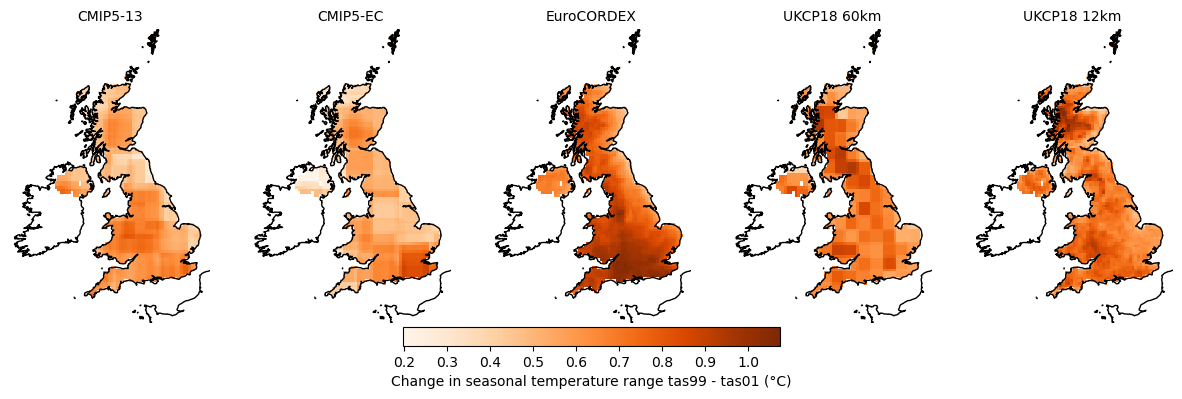 CMIP5-13 CMIP5-EC EuroCORDEX UKCP18 60km UKCP18 12km
0.2 0.3 0.4 0.5 0.6 0.7 0.8 0.9 1.0
Change in seasonal temperature range tas99 - tas01 (°C)